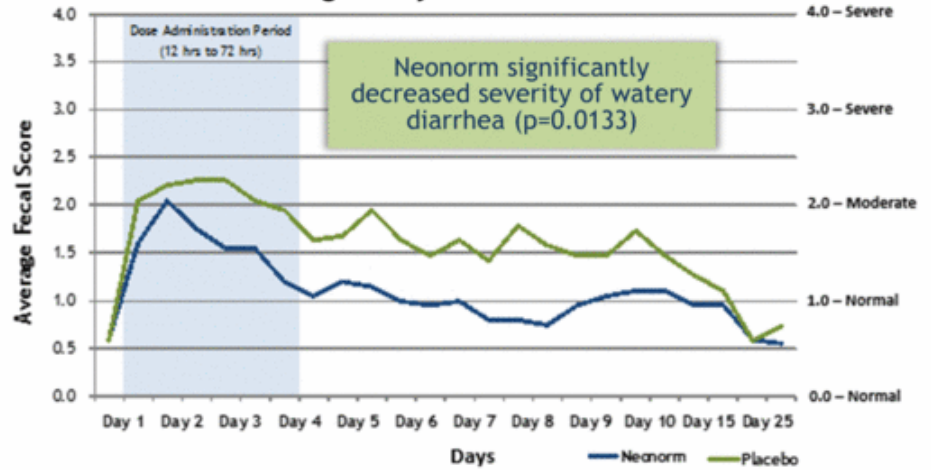 4.0
3.5
3.0
2.5
2.0
1.5
1.0
0.5
0.0
Average Fecal Score
Dose Administration Period
(12 hrs to 72 hrs)
Neonorm significantly
decreased severity of watery
diarrhea (p=0.0133)
4.0 – Severe
3.0 – Severe
2.0 – Moderate
1.0 – Normal
0.0 – Normal
Day 1 Day 2 Day 3 Day 4 Day 5 Day 6 Day 7 Day 8 Day 9 Day 10 Day 15 Day 25
Days
Neonorm Placebo